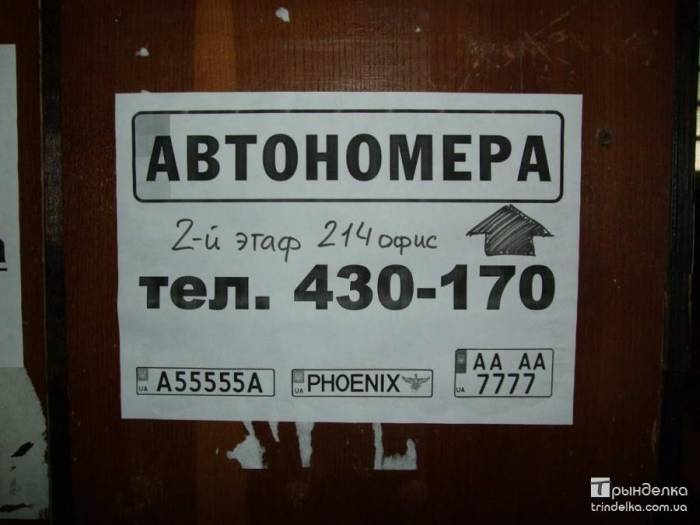 АВТОНОМЕРА
2-й этаф 214 офис
тел. 430-170
UA A55555A
UA PHOENIX
UA AA AA
7777
а
Трынделка
trindelka.com.ua